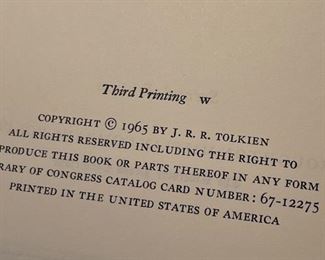 Third Printing W
COPYRIGHT © 1965 BY J. R. R. TOLKIEN
ALL RIGHTS RESERVED INCLUDING THE RIGHT TO
PRODUCE THIS BOOK OR PARTS THEREOF IN ANY FORM
RARY OF CONGRESS CATALOG CARD NUMBER: 67-12275
PRINTED IN THE UNITED STATES OF AMERICA